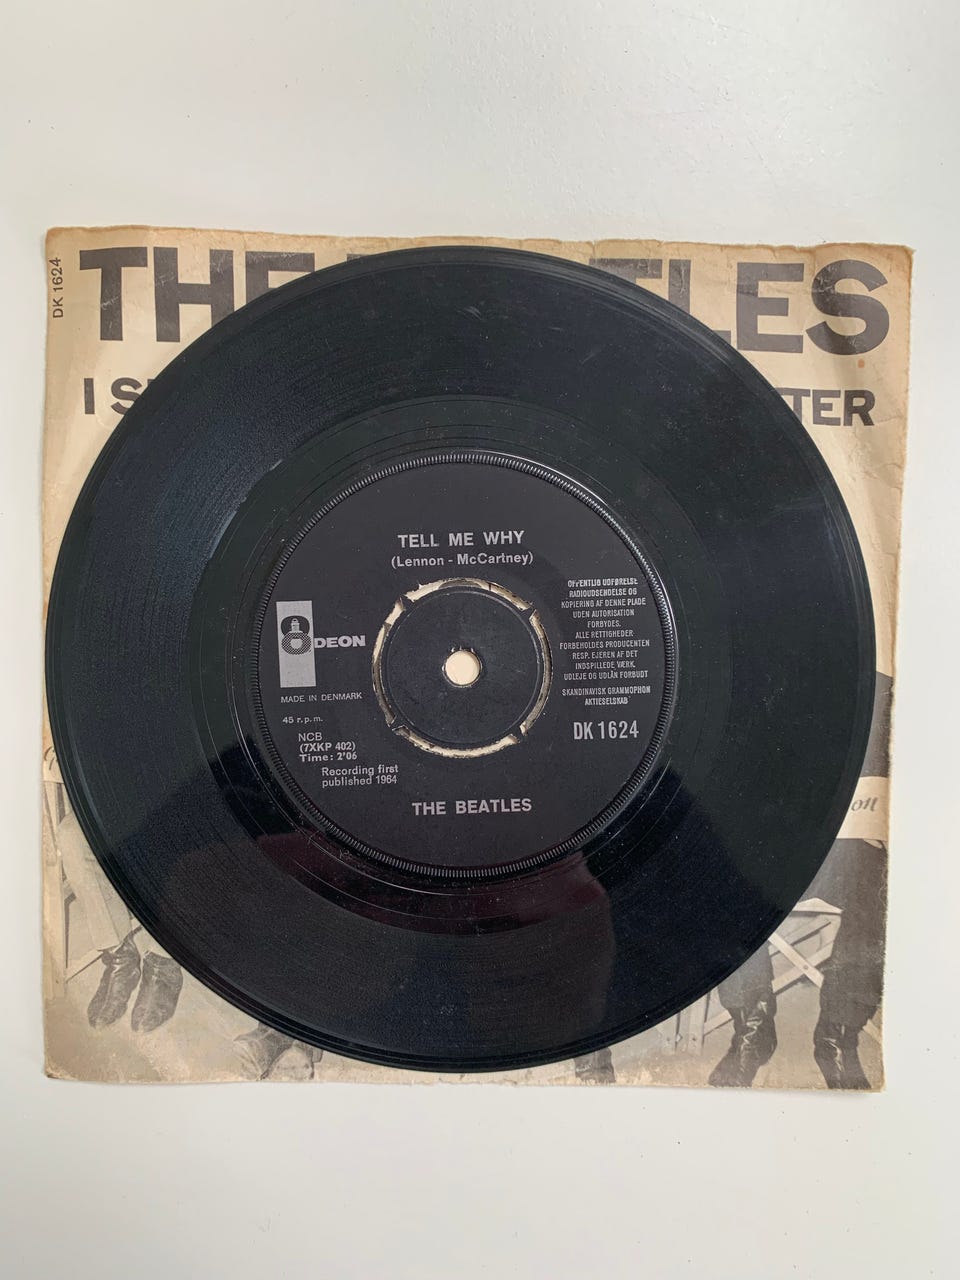 DK 1624
THE TLES
I S TER
TELL ME WHY
(Lennon - McCartney)
ODEON
MADE IN DENMARK
45 r.p.m.
NCB
(7XKP 402)
Time: 2'06
Recording first
published 1964
OFFENTLIG UDFØRELSE
RADIOUDSENDELSE OG
KOPIERING AF DENNE PLADE
UDEN AUTORISATION
FORBYDES.
ALLE RETTIGHEDER
FORBEHOLDES PRODUCENTEN
RESP. EJEREN AF DET
INDSPILLEDE VÆRK.
UDLEJE OG UDLÅN FORBUDT
SKANDINAVISK GRAMMOPHON
AKTIESELSKAB
DK 1624
THE BEATLES
on